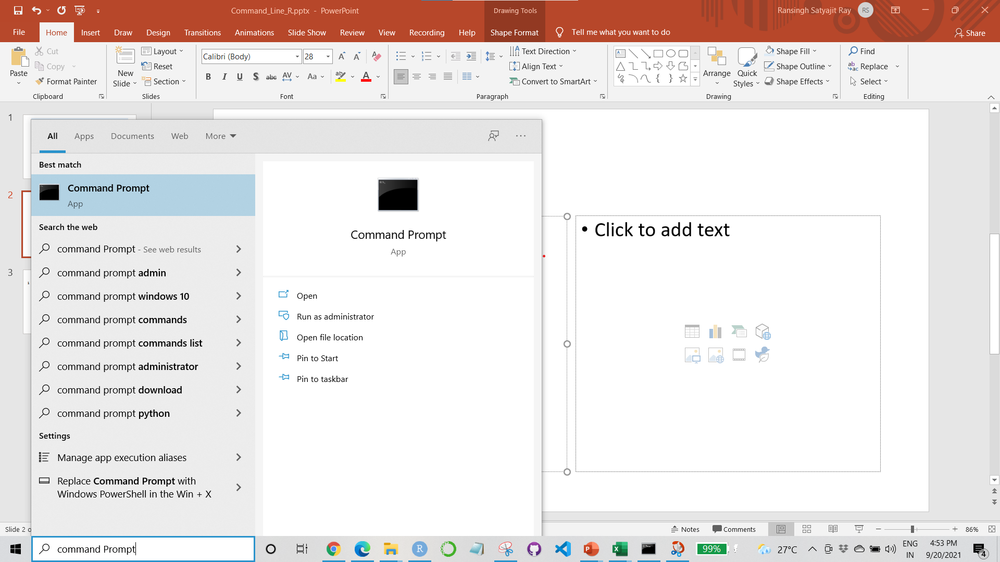 Command_Line_R.pptx - PowerPoint
Drawing Tools
Ransingh Satyajit Ray
RS
File
Home
Insert
Draw
Design
Transitions
Animations
Slide Show
Review
View
Recording
Help
Shape Format
Tell me what you want to do
Share
Paste
Cut
Copy
Format Painter
Clipboard
New
Slide
Layout
Reset
Section
Slides
Calibri (Body)
28
B I U S abc AV Aa A
Font
Text Direction
Align Text
Convert to SmartArt
Paragraph
Arrange
Quick
Styles
Shape Fill
Shape Outline
Shape Effects
Drawing
Find
Replace
Select
Editing
1
2
3
All
Apps
Documents
Web
More
Best match
Command Prompt
App
Search the web
command Prompt - See web results
command prompt admin
command prompt windows 10
command prompt commands
command prompt commands list
command prompt administrator
command prompt download
command prompt python
Settings
Manage app execution aliases
Replace Command Prompt with
Windows PowerShell in the Win + X
Command Prompt
App
Open
Run as administrator
Open file location
Pin to Start
Pin to taskbar
• Click to add text
Slide 2 o
Notes
Comments
86%
command Prompt
99%
27°C
ENG
IN
4:53 PM
9/20/2021
4